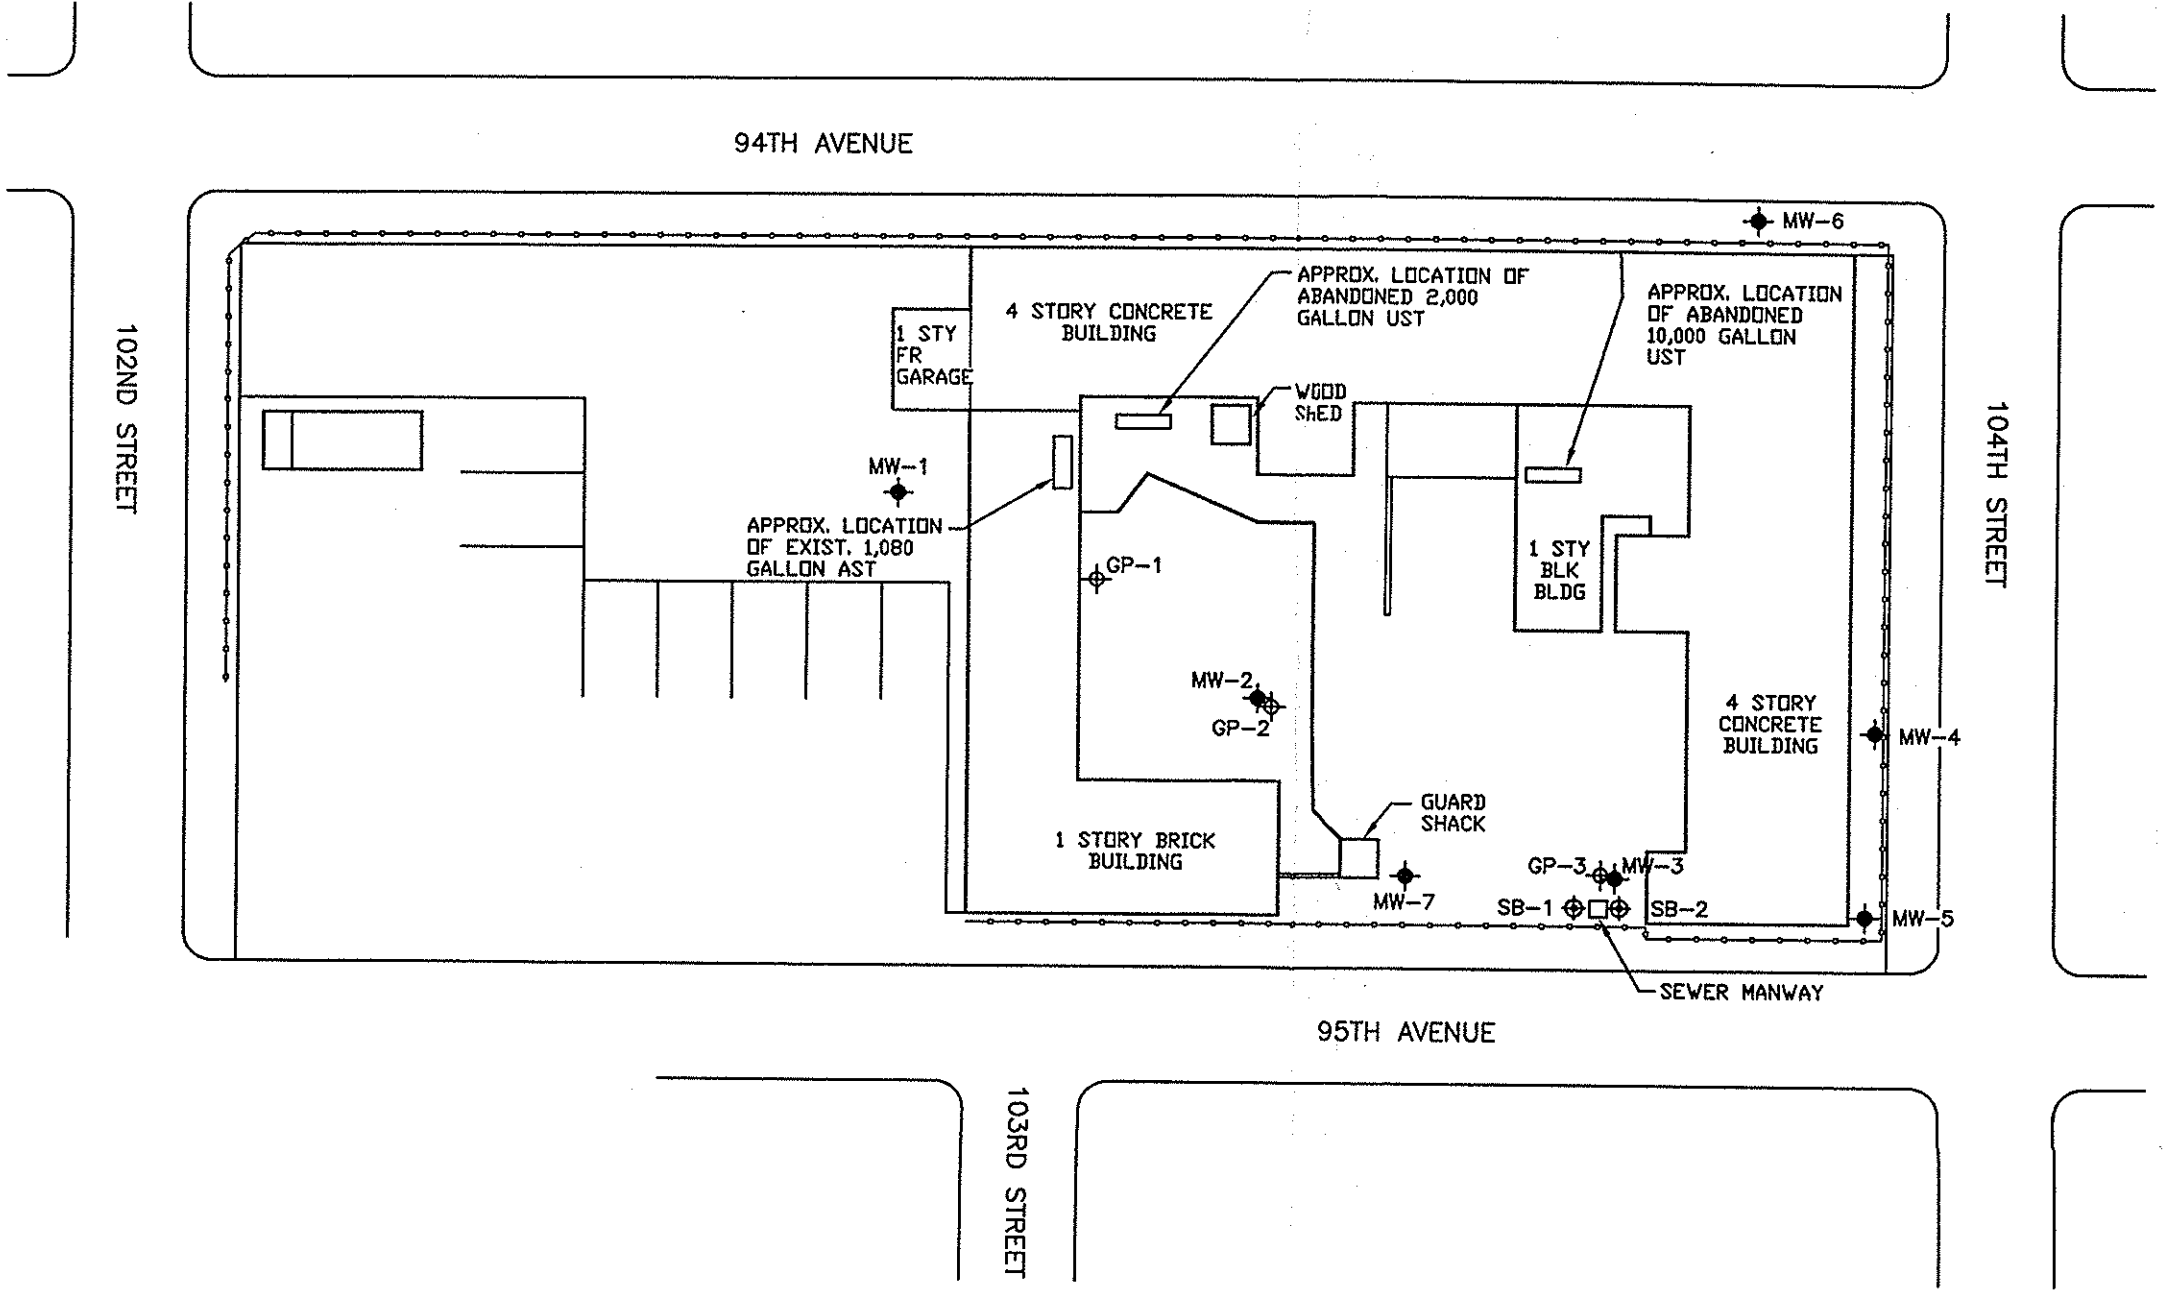 94TH AVENUE
MW-6
APPROX. LOCATION OF
ABANDONED 2,000
GALLON UST
APPROX. LOCATION
OF ABANDONED
10,000 GALLON
UST
4 STORY CONCRETE
BUILDING
1 STY
FR
GARAGE
102ND STREET
WOOD
ShED
104TH STREET
MW-1
APPROX. LOCATION
OF EXIST. 1,080
GALLON AST
GP-1
1 STY
BLK
BLDG
MW-2
GP-2
4 STORY
CONCRETE
BUILDING
MW-4
GUARD
SHACK
1 STORY BRICK
BUILDING
GP-3
MW-3
MW-7
SB-1
SB-2
MW-5
SEWER MANWAY
95TH AVENUE
103RD STREET